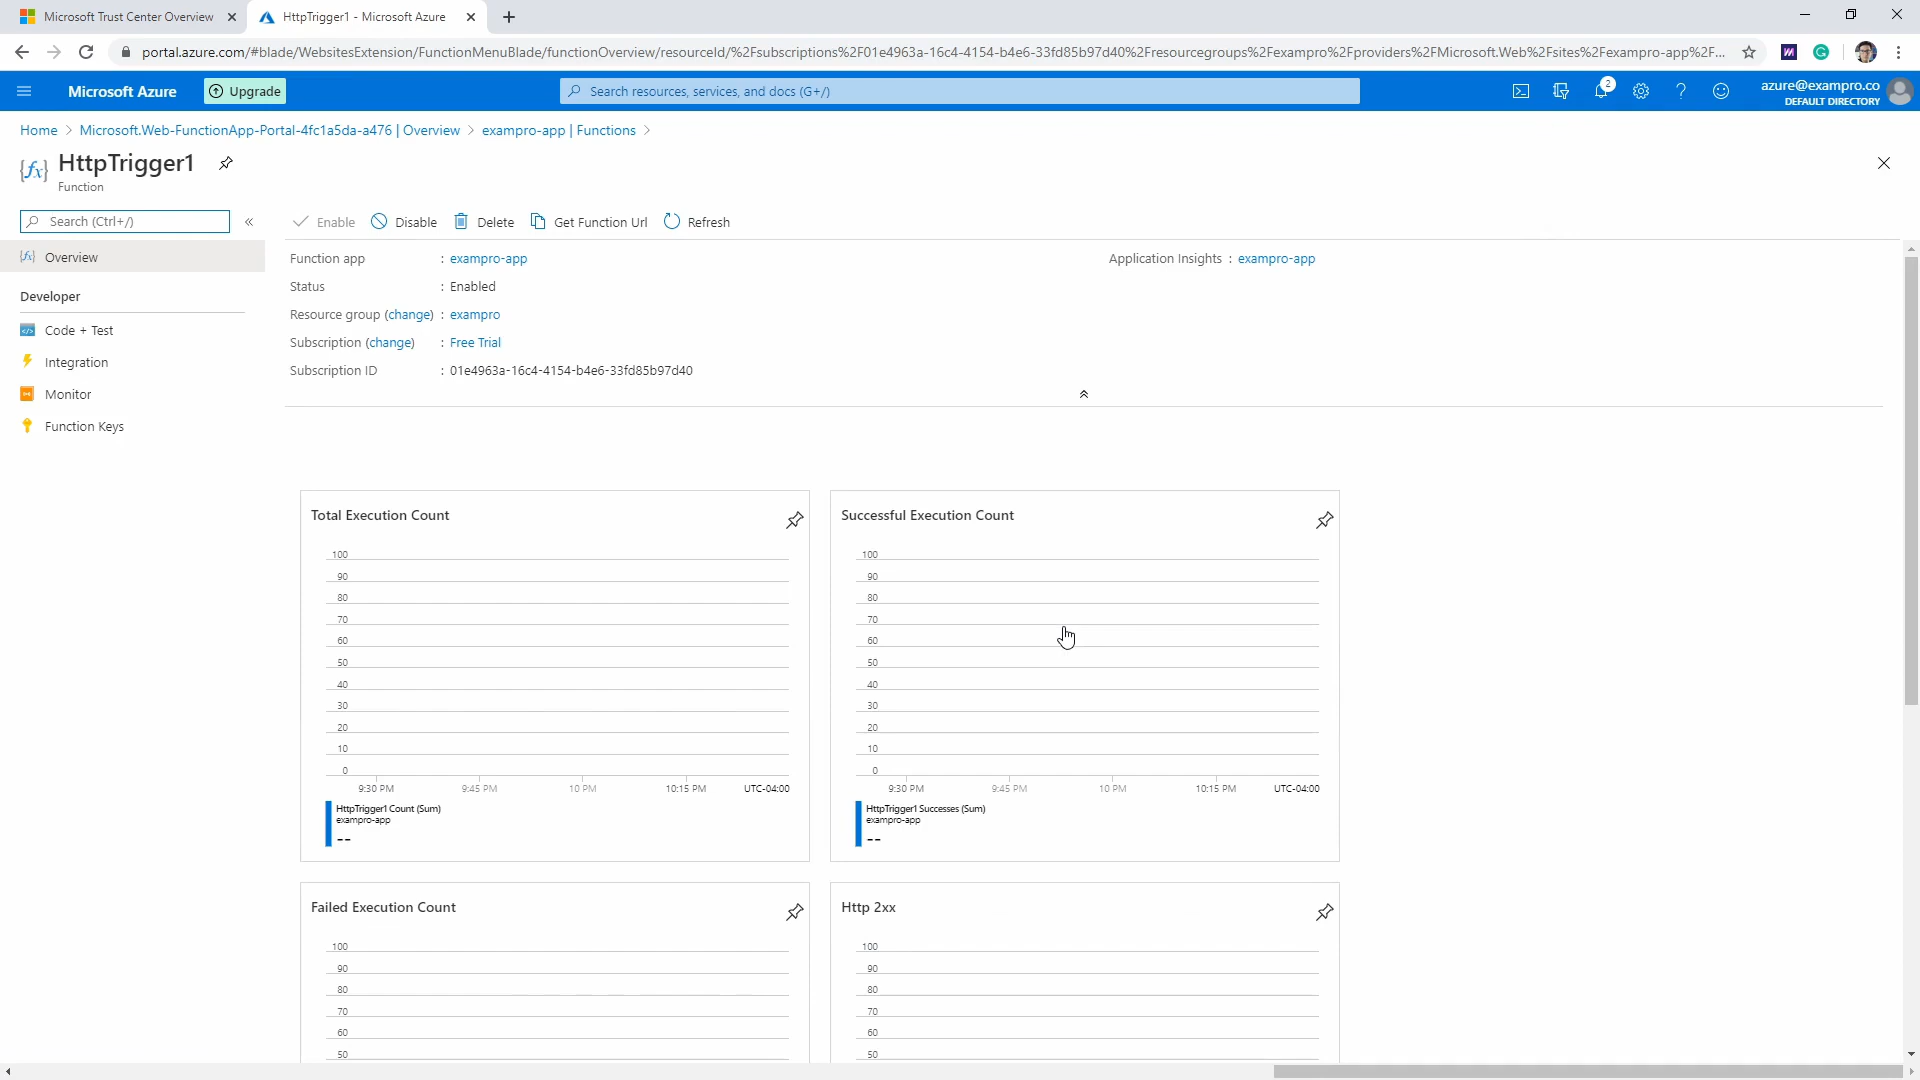 Microsoft Trust Center Overview
HttpTrigger1 - Microsoft Azure
portal.azure.com/#blade/WebsitesExtension/FunctionMenuBlade/functionOverview/resourceId/%2Fsubscriptions%2F01e4963a-16c4-4154-b4e6-33fd85b97d40%2Fresourcegroups%2Fexampro%2Fproviders%2FMicrosoft.Web%2Fsites%2Fexampro-app%2F...
Microsoft Azure
Upgrade
Search resources, services, and docs (G+/)
2
azure@exampro.co
DEFAULT DIRECTORY
Home > Microsoft.Web-FunctionApp-Portal-4fc1a5da-a476 | Overview > exampro-app | Functions >
HttpTrigger1
Function
Search (Ctrl+/)
Overview
Developer
Code + Test
Integration
Monitor
Function Keys
Enable
Disable
Delete
Get Function Url
Refresh
Function app : exampro-app
Application Insights : exampro-app
Status : Enabled
Resource group (change) : exampro
Subscription (change) : Free Trial
Subscription ID : 01e4963a-16c4-4154-b4e6-33fd85b97d40
Total Execution Count
100
90
80
70
60
50
40
30
20
10
0
9:30 PM 9:45 PM 10 PM 10:15 PM UTC-04:00
HttpTrigger1 Count (Sum)
exampro-app
--
Successful Execution Count
100
90
80
70
60
50
40
30
20
10
0
9:30 PM 9:45 PM 10 PM 10:15 PM UTC-04:00
HttpTrigger1 Successes (Sum)
exampro-app
--
Failed Execution Count
100
90
80
70
60
50
Http 2xx
100
90
80
70
60
50